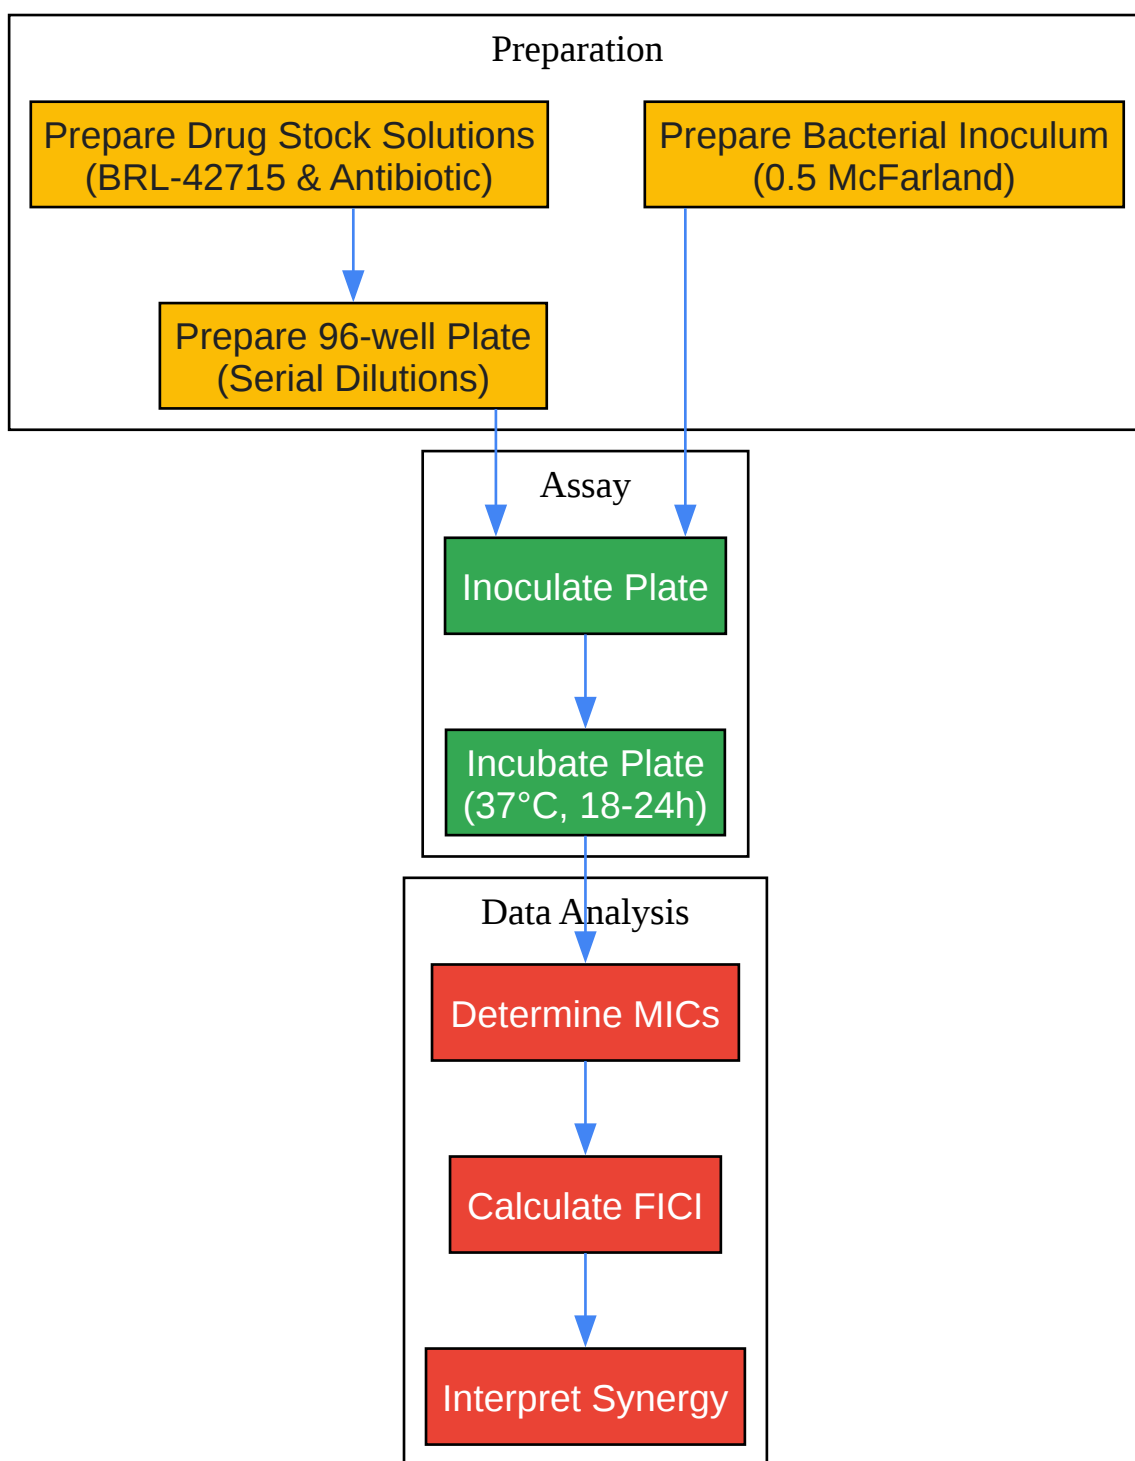 Preparation
Prepare Drug Stock Solutions
(BRL-42715 & Antibiotic)
Prepare Bacterial Inoculum
(0.5 McFarland)
Prepare 96-well Plate
(Serial Dilutions)
Assay
Inoculate Plate
Incubate Plate
(37°C, 18-24h)
Data Analysis
Determine MICs
Calculate FICI
Interpret Synergy